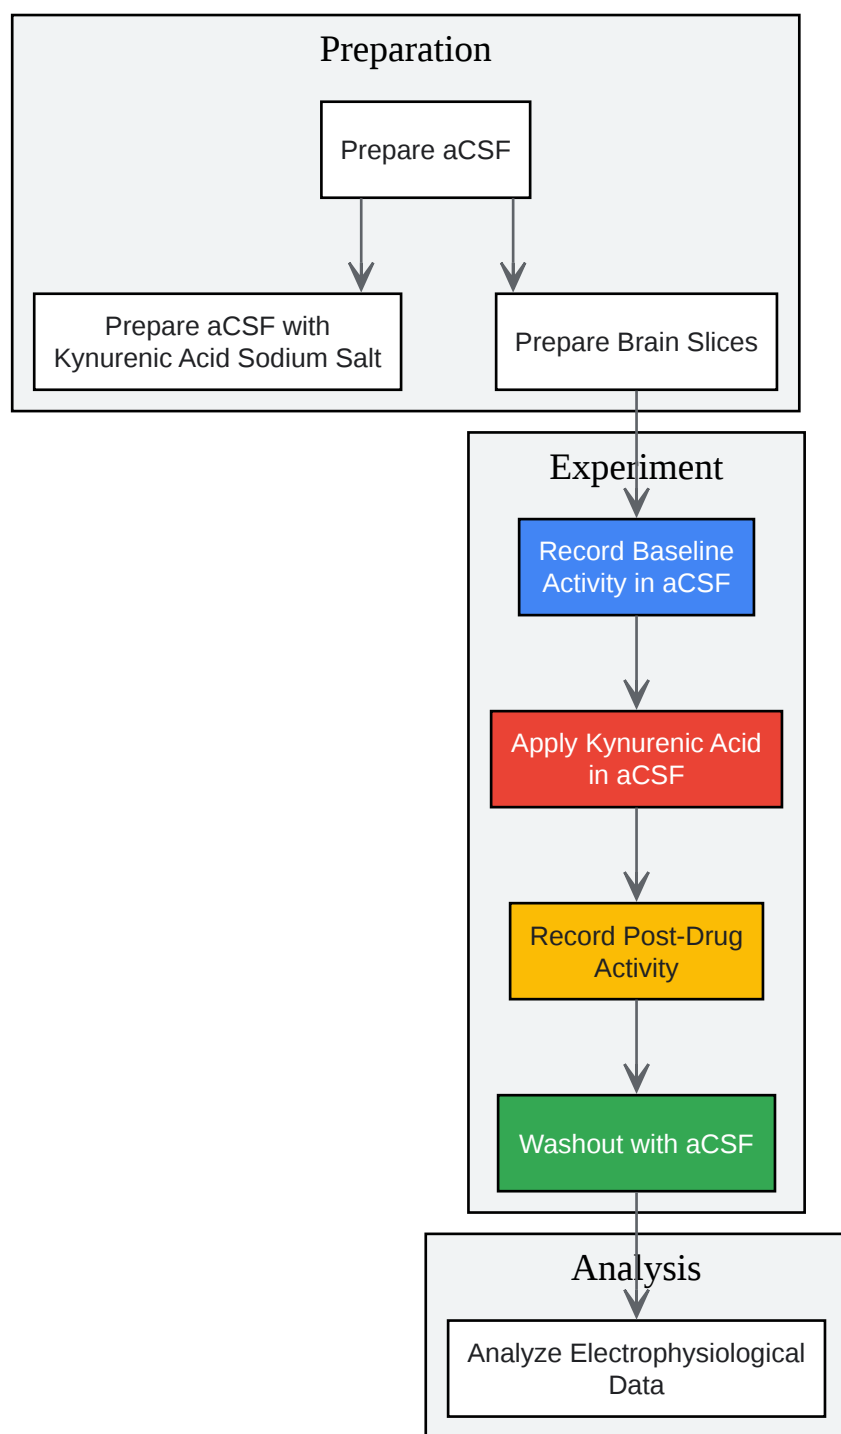 Preparation
Prepare aCSF
Prepare aCSF with
Kynurenic Acid Sodium Salt
Prepare Brain Slices
Experiment
Record Baseline
Activity in aCSF
Apply Kynurenic Acid
in aCSF
Record Post-Drug
Activity
Washout with aCSF
Analysis
Analyze Electrophysiological
Data